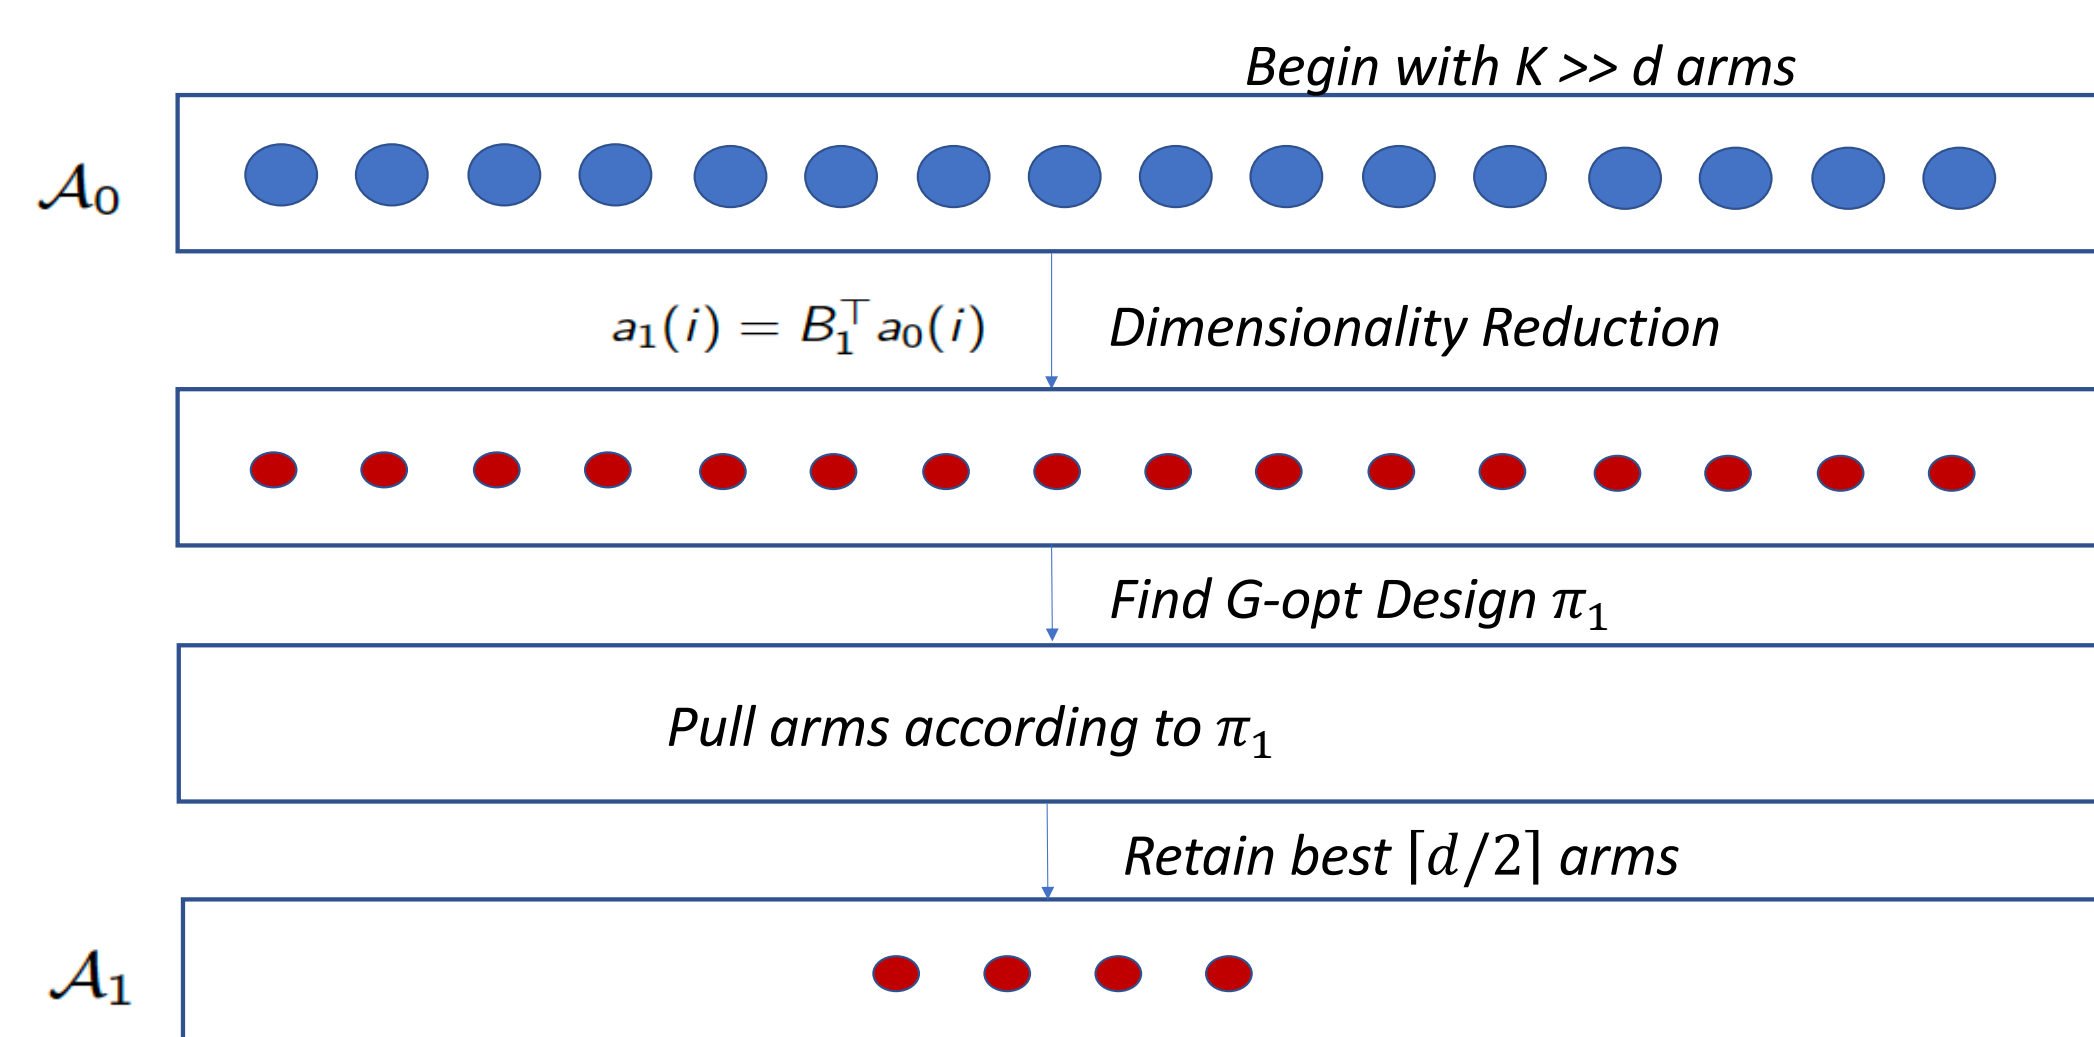 Begin with K >> d arms
𝒜₀
a₁(i) = B₁ᵀ a₀(i)
Dimensionality Reduction
Find G-opt Design π₁
Pull arms according to π₁
Retain best ⌈d/2⌉ arms
𝒜₁